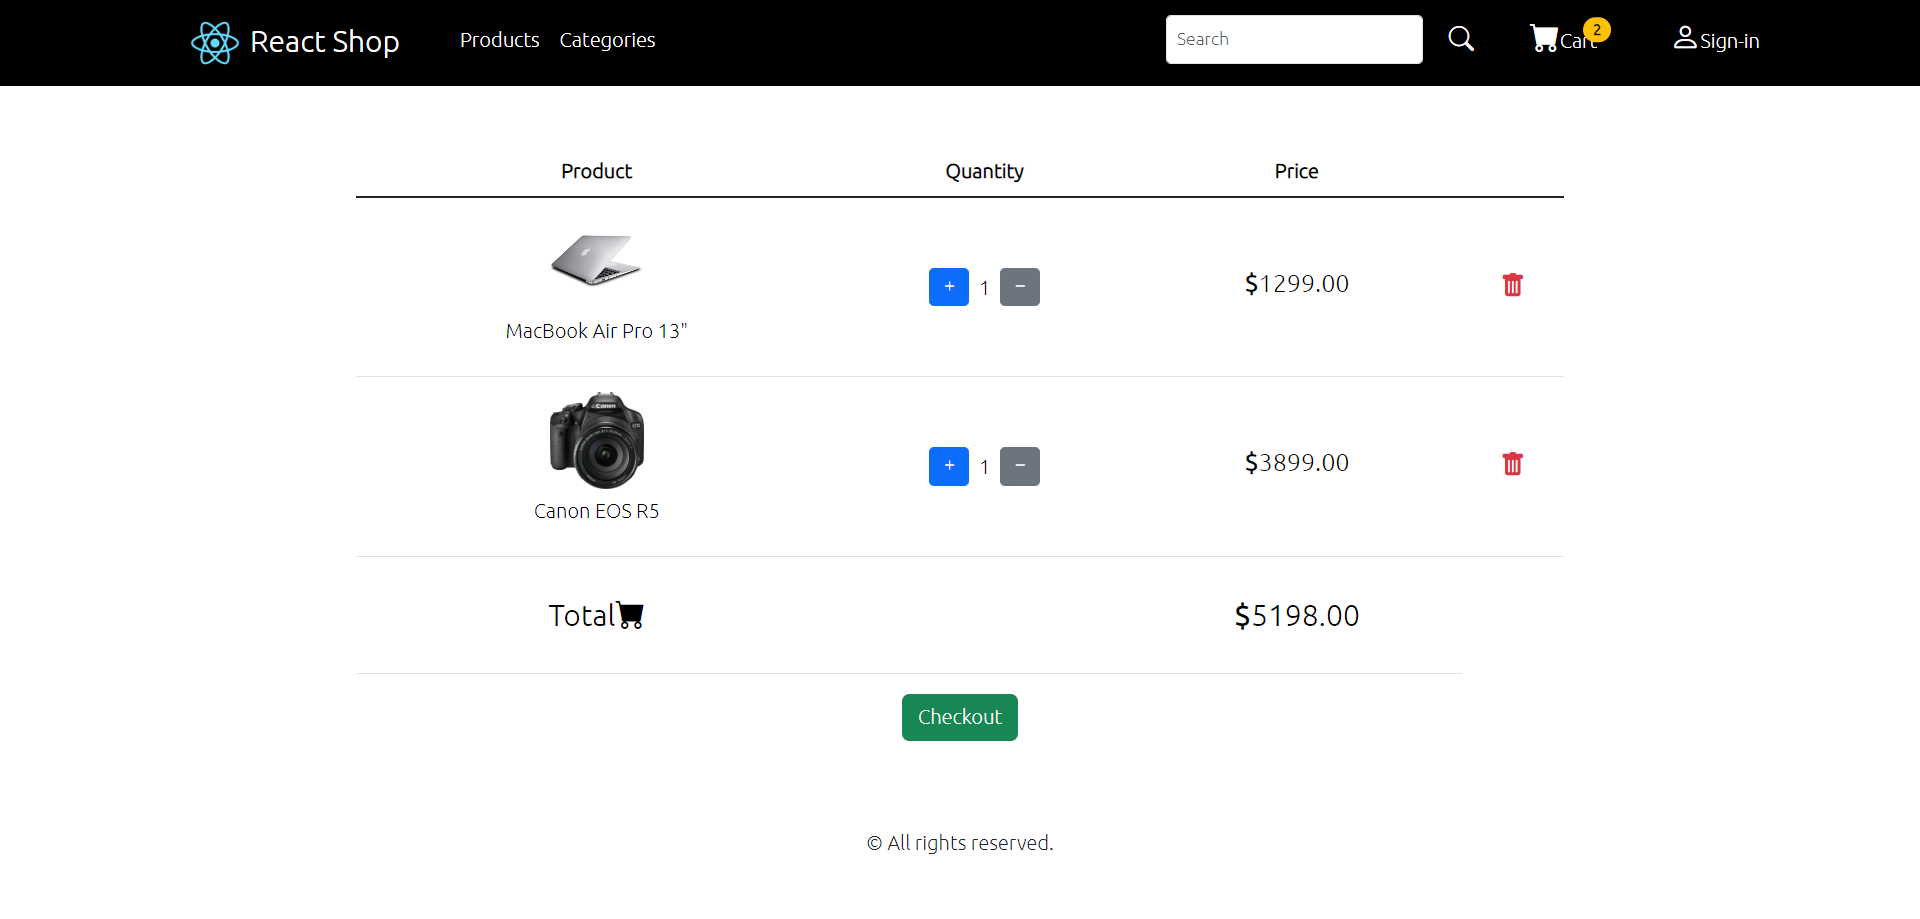 React Shop Products Categories Search Cart 2 Sign-in
Product Quantity Price
+ 1 − $1299.00
MacBook Air Pro 13"
Canon
+ 1 − $3899.00
Canon EOS R5
Total $5198.00
Checkout
© All rights reserved.